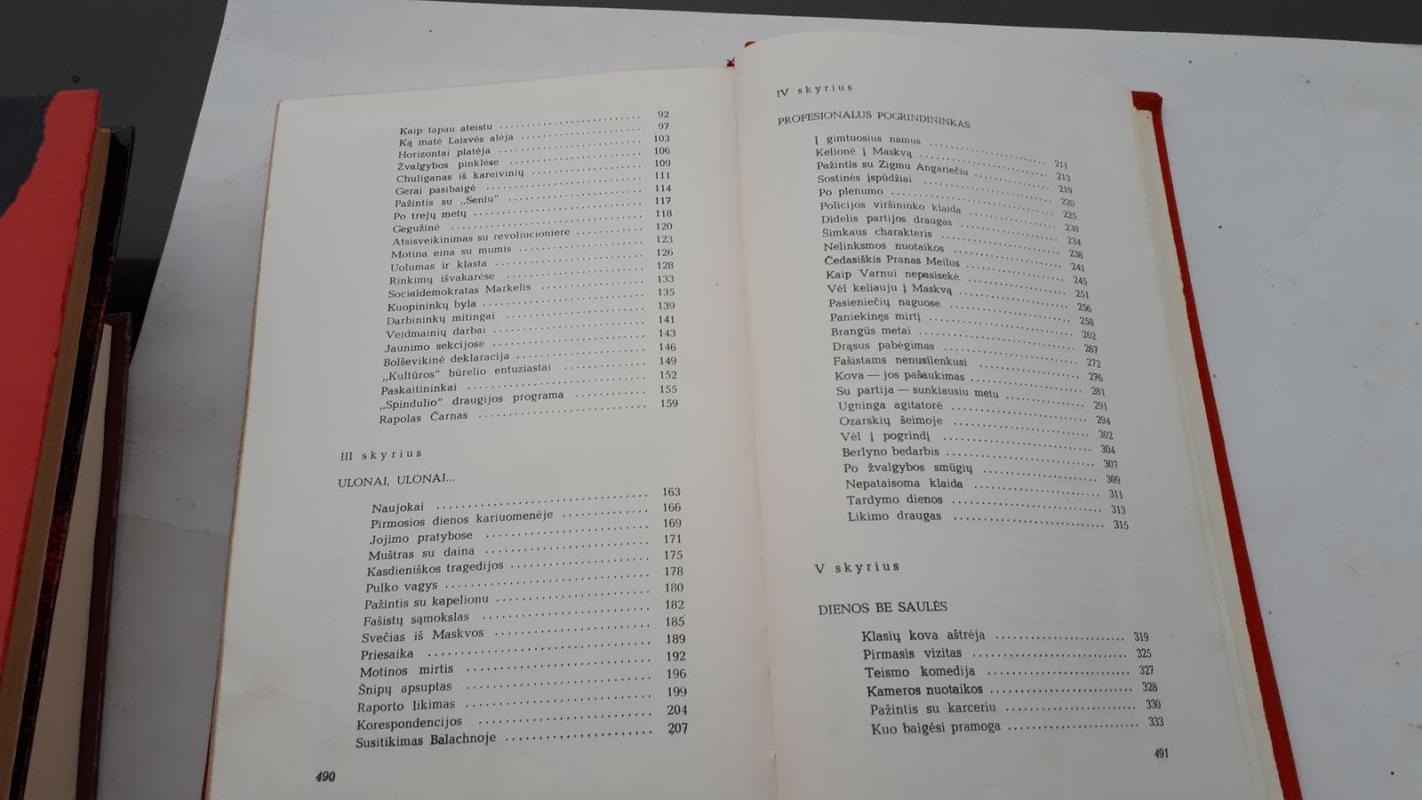 Kaip tapau ateistu 92
Ką matė Laisvės alėja 97
Horizontai platėja 103
Žvalgybos pinklėse 106
Chuliganas iš kareivinių 109
Gerai pasibaigė 111
Pažintis su „Seniu“ 114
Po trejų metų 117
Gegužinė 118
Atsisveikinimas su revoliucioniere 120
Motina eina su mumis 123
Uolumas ir klasta 126
Rinkimų išvakarėse 128
Socialdemokratas Markelis 133
Kuopininkų byla 135
Darbininkų mitingai 139
Veidmainių darbai 141
Jaunimo sekcijose 143
Bolševikinė deklaracija 146
„Kultūros“ būrelio entuziastai 149
Paskaitininkai 152
„Spindulio“ draugijos programa 155
Rapolas Čarnas 159
III skyrius
ULONAI, ULONAI...
Naujokai 163
Pirmosios dienos kariuomenėje 166
Jojimo pratybose 169
Muštras su daina 171
Kasdieniškos tragedijos 175
Pulko vagys 178
Pažintis su kapelionu 180
Fašistų sąmokslas 182
Svečias iš Maskvos 185
Priesaika 189
Motinos mirtis 192
Šnipų apsuptas 196
Raporto likimas 199
Korespondencijos 204
Susitikimas Balachnoje 207
490
IV skyrius
PROFESIONALUS POGRINDININKAS
Į gimtuosius namus 211
Kelionė į Maskvą 213
Pažintis su Zigmu Angariečiu 219
Sostinės įspūdžiai 220
Po plenumo 225
Policijos viršininko klaida 230
Didelis partijos draugas 234
Šimkaus charakteris 238
Nelinksmos nuotaikos 241
Čedasiškis Pranas Meilus 245
Kaip Varnui nepasisekė 251
Vėl keliauju į Maskvą 256
Pasieniečių naguose 258
Paniekinęs mirtį 262
Brangūs metai 267
Drąsus pabėgimas 272
Fašistams nenusilenkusi 276
Kova — jos pašaukimas 281
Su partija — sunkiausiu metu 291
Ugninga agitatorė 294
Ozarskių šeimoje 302
Vėl į pogrindį 304
Berlyno bedarbis 307
Po žvalgybos smūgių 309
Nepataisoma klaida 311
Tardymo dienos 313
Likimo draugas 315
V skyrius
DIENOS BE SAULĖS
Klasių kova aštrėja 319
Pirmasis vizitas 325
Teismo komedija 327
Kameros nuotaikos 328
Pažintis su karceriu 330
Kuo baigėsi pramoga 333
491